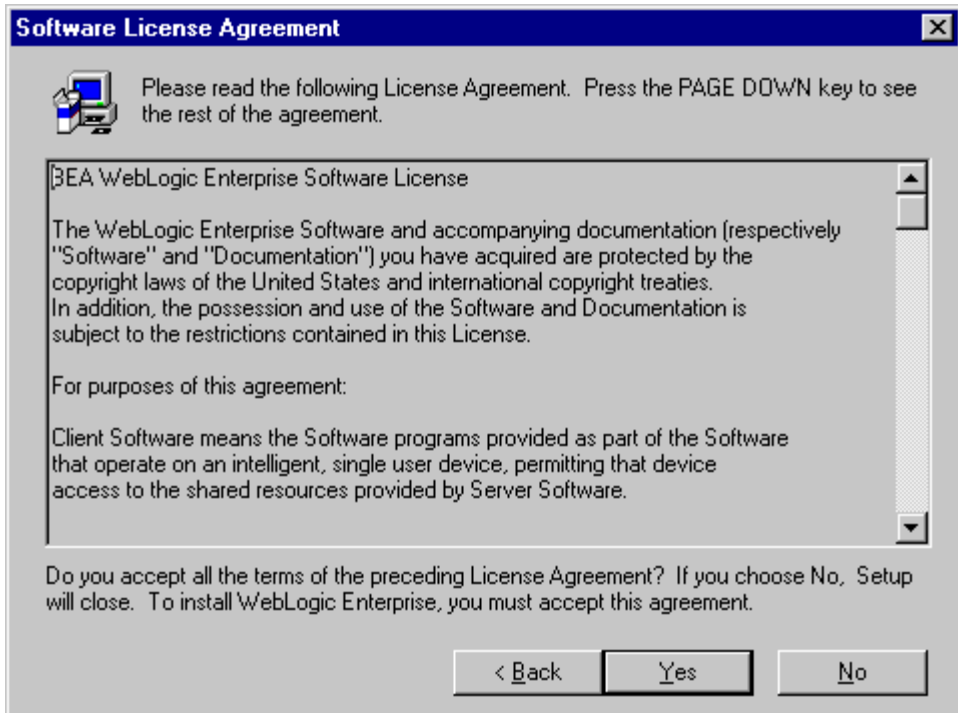 Software License Agreement
Please read the following License Agreement. Press the PAGE DOWN key to see
the rest of the agreement.
BEA WebLogic Enterprise Software License
The WebLogic Enterprise Software and accompanying documentation (respectively
"Software" and "Documentation") you have acquired are protected by the
copyright laws of the United States and international copyright treaties.
In addition, the possession and use of the Software and Documentation is
subject to the restrictions contained in this License.
For purposes of this agreement:
Client Software means the Software programs provided as part of the Software
that operate on an intelligent, single user device, permitting that device
access to the shared resources provided by Server Software.
Do you accept all the terms of the preceding License Agreement? If you choose No, Setup
will close. To install WebLogic Enterprise, you must accept this agreement.
< Back Yes No